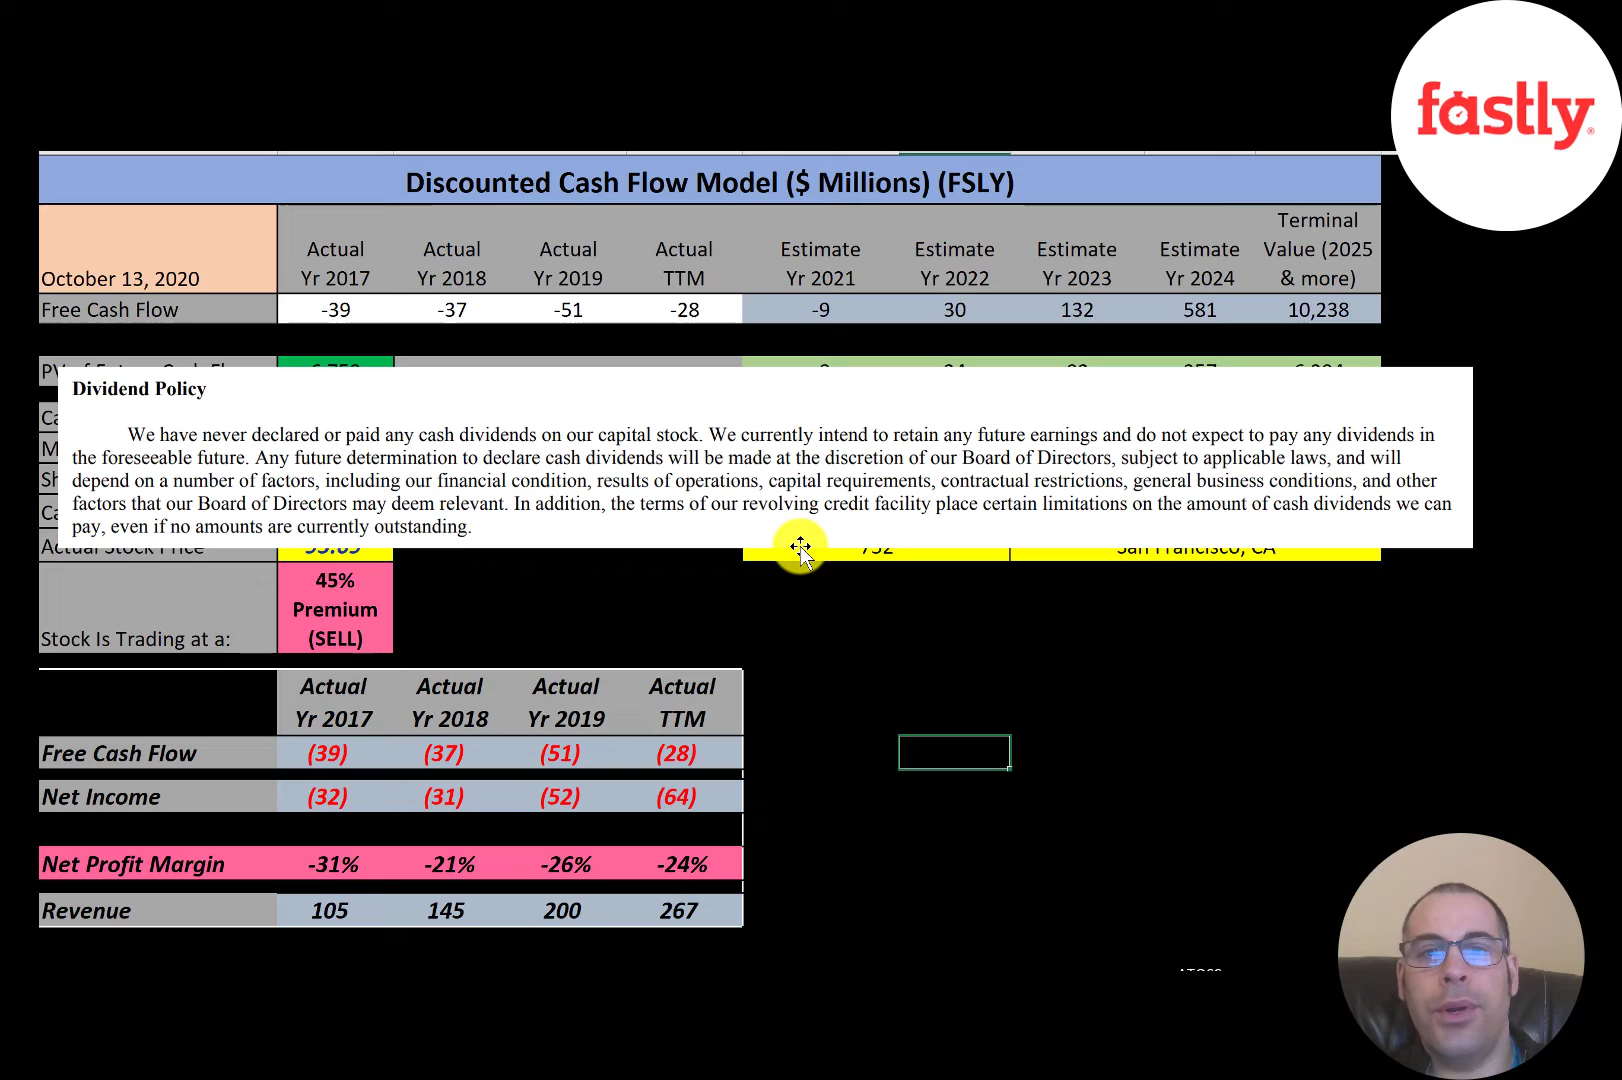 fastly
Discounted Cash Flow Model ($ Millions) (FSLY)
October 13, 2020 Actual Yr 2017 Actual Yr 2018 Actual Yr 2019 Actual TTM Estimate Yr 2021 Estimate Yr 2022 Estimate Yr 2023 Estimate Yr 2024 Terminal Value (2025 & more)
Free Cash Flow -39 -37 -51 -28 -9 30 132 581 10,238
Dividend Policy
We have never declared or paid any cash dividends on our capital stock. We currently intend to retain any future earnings and do not expect to pay any dividends in
the foreseeable future. Any future determination to declare cash dividends will be made at the discretion of our Board of Directors, subject to applicable laws, and will
depend on a number of factors, including our financial condition, results of operations, capital requirements, contractual restrictions, general business conditions, and other
factors that our Board of Directors may deem relevant. In addition, the terms of our revolving credit facility place certain limitations on the amount of cash dividends we can
pay, even if no amounts are currently outstanding.
Actual Stock Price San Francisco, CA
Stock Is Trading at a: 45% Premium (SELL)
Actual Yr 2017 Actual Yr 2018 Actual Yr 2019 Actual TTM
Free Cash Flow (39) (37) (51) (28)
Net Income (32) (31) (52) (64)
Net Profit Margin -31% -21% -26% -24%
Revenue 105 145 200 267